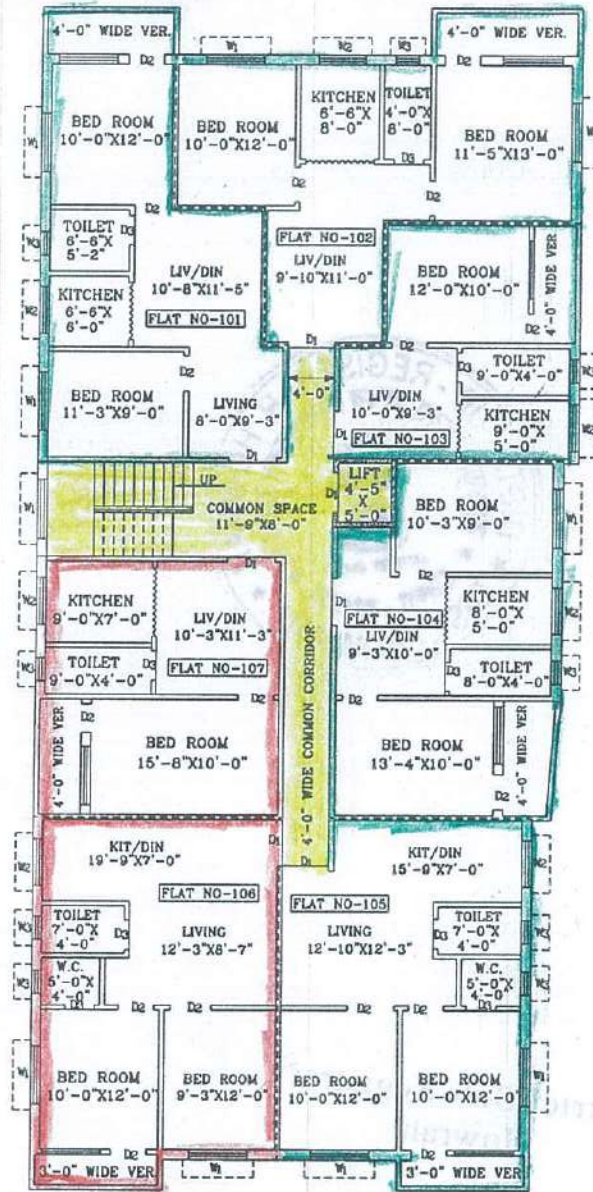 4'-0" WIDE VER.
4'-0" WIDE VER.
D2
W1
W2
W3
D2
BED ROOM
10'-0"X12'-0"
W1
BED ROOM
10'-0"X12'-0"
KITCHEN
6'-6"X
8'-0"
TOILET
4'-0"X
8'-0"
D3
BED ROOM
11'-5"X13'-0"
D2
D2
D2
TOILET
6'-6"X
5'-2"
D3
W3
FLAT NO-102
LIV/DIN
9'-10"X11'-0"
LIV/DIN
10'-8"X11'-5"
FLAT NO-101
KITCHEN
6'-6"X
6'-0"
W2
BED ROOM
12'-0"X10'-0"
4'-0" WIDE VER
D2
D1
D2
D2
BED ROOM
11'-3"X9'-0"
W1
LIVING
8'-0"X9'-3"
D1
4'-0"
LIV/DIN
10'-0"X9'-3"
D1
FLAT NO-103
TOILET
9'-0"X4'-0"
D3
KITCHEN
9'-0"X
5'-0"
UP
W1
COMMON SPACE
11'-9"X8'-0"
LIFT
4'-5"
X
5'-0"
D1
BED ROOM
10'-3"X9'-0"
D2
D1
KITCHEN
9'-0"X7'-0"
W2
LIV/DIN
10'-3"X11'-3"
D1
FLAT NO-104
LIV/DIN
9'-3"X10'-0"
KITCHEN
8'-0"X
5'-0"
TOILET
9'-0"X4'-0"
D3
W3
FLAT NO-107
TOILET
8'-0"X4'-0"
D3
D2
D2
D2
BED ROOM
15'-8"X10'-0"
4'-0" WIDE VER
4'-0" WIDE COMMON CORRIDOR
BED ROOM
13'-4"X10'-0"
4'-0" WIDE VER
D2
D1
D1
KIT/DIN
19'-9"X7'-0"
W2
KIT/DIN
15'-9"X7'-0"
FLAT NO-106
FLAT NO-105
TOILET
7'-0"X
4'-0"
D3
LIVING
12'-3"X8'-7"
LIVING
12'-10"X12'-3"
TOILET
7'-0"X
4'-0"
D3
W.C.
5'-0"X
4'-0"
D3
W3
W.C.
5'-0"X
4'-0"
D3
D2
D2
D2
D2
BED ROOM
10'-0"X12'-0"
W1
BED ROOM
9'-3"X12'-0"
BED ROOM
10'-0"X12'-0"
BED ROOM
10'-0"X12'-0"
D2
D2
3'-0" WIDE VER
W1
W1
3'-0" WIDE VER